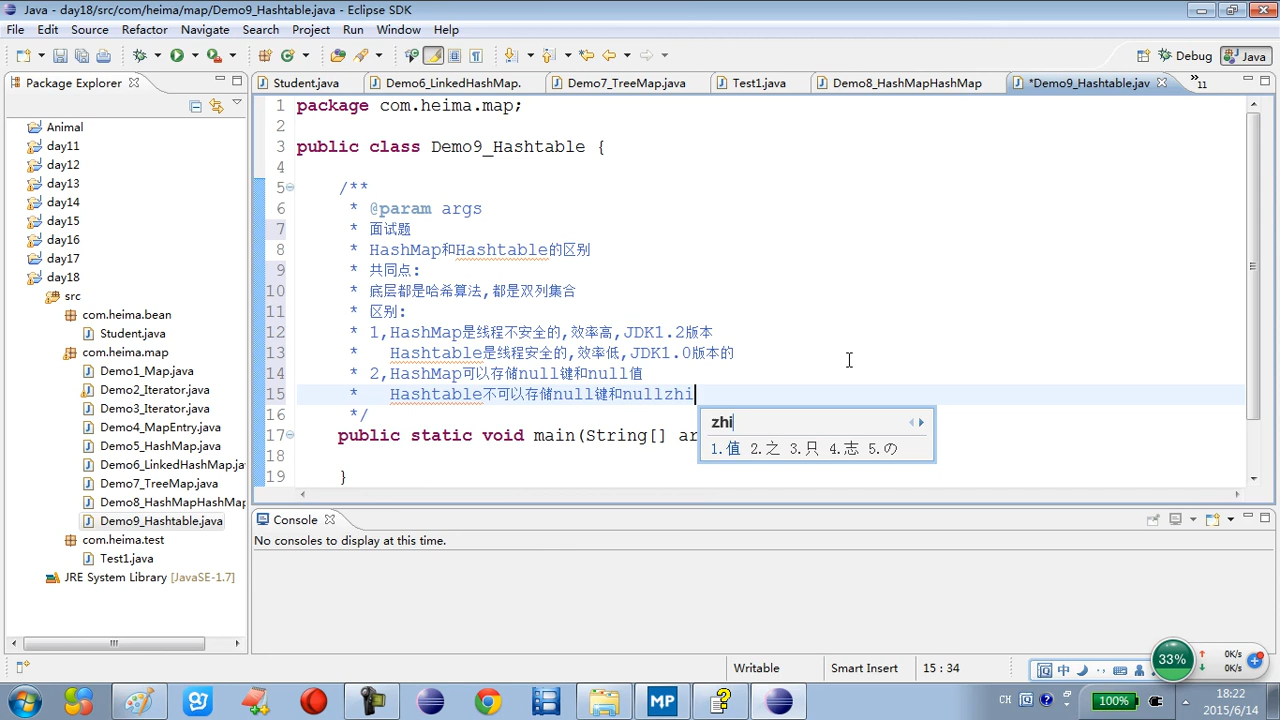 Java - day18/src/com/heima/map/Demo9_Hashtable.java - Eclipse SDK
File Edit Source Refactor Navigate Search Project Run Window Help
Debug Java
Package Explorer
Student.java Demo6_LinkedHashMap. Demo7_TreeMap.java Test1.java Demo8_HashMapHashMap *Demo9_Hashtable.jav »11
Animal
day11
day12
day13
day14
day15
day16
day17
day18
src
com.heima.bean
Student.java
com.heima.map
Demo1_Map.java
Demo2_Iterator.java
Demo3_Iterator.java
Demo4_MapEntry.java
Demo5_HashMap.java
Demo6_LinkedHashMap.ja
Demo7_TreeMap.java
Demo8_HashMapHashMap
Demo9_Hashtable.java
com.heima.test
Test1.java
JRE System Library [JavaSE-1.7]
1 package com.heima.map;
2
3 public class Demo9_Hashtable {
4
5 /**
6 * @param args
7 * 面试题
8 * HashMap和Hashtable的区别
9 * 共同点:
10 * 底层都是哈希算法,都是双列集合
11 * 区别:
12 * 1,HashMap是线程不安全的,效率高,JDK1.2版本
13 * Hashtable是线程安全的,效率低,JDK1.0版本的
14 * 2,HashMap可以存储null键和null值
15 * Hashtable不可以存储null键和nullzhi
16 */
17 public static void main(String[] ar
18
19 }
zhi
1.值 2.之 3.只 4.志 5.の
Console
No consoles to display at this time.
Writable Smart Insert 15 : 34
中
33% 0K/s
0K/s
MP CH 100% 18:22
2015/6/14